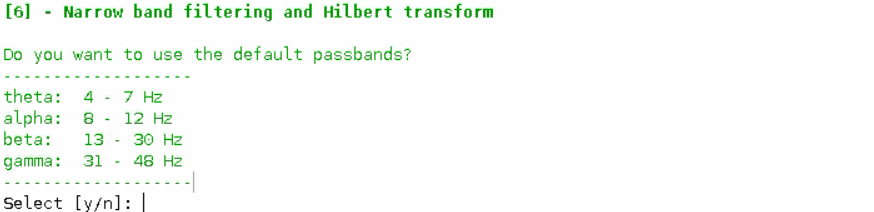 [6] - Narrow band filtering and Hilbert transform
Do you want to use the default passbands?
-------------------
theta:  4 - 7 Hz
alpha:  8 - 12 Hz
beta:   13 - 30 Hz
gamma:  31 - 48 Hz
-------------------
Select [y/n]: